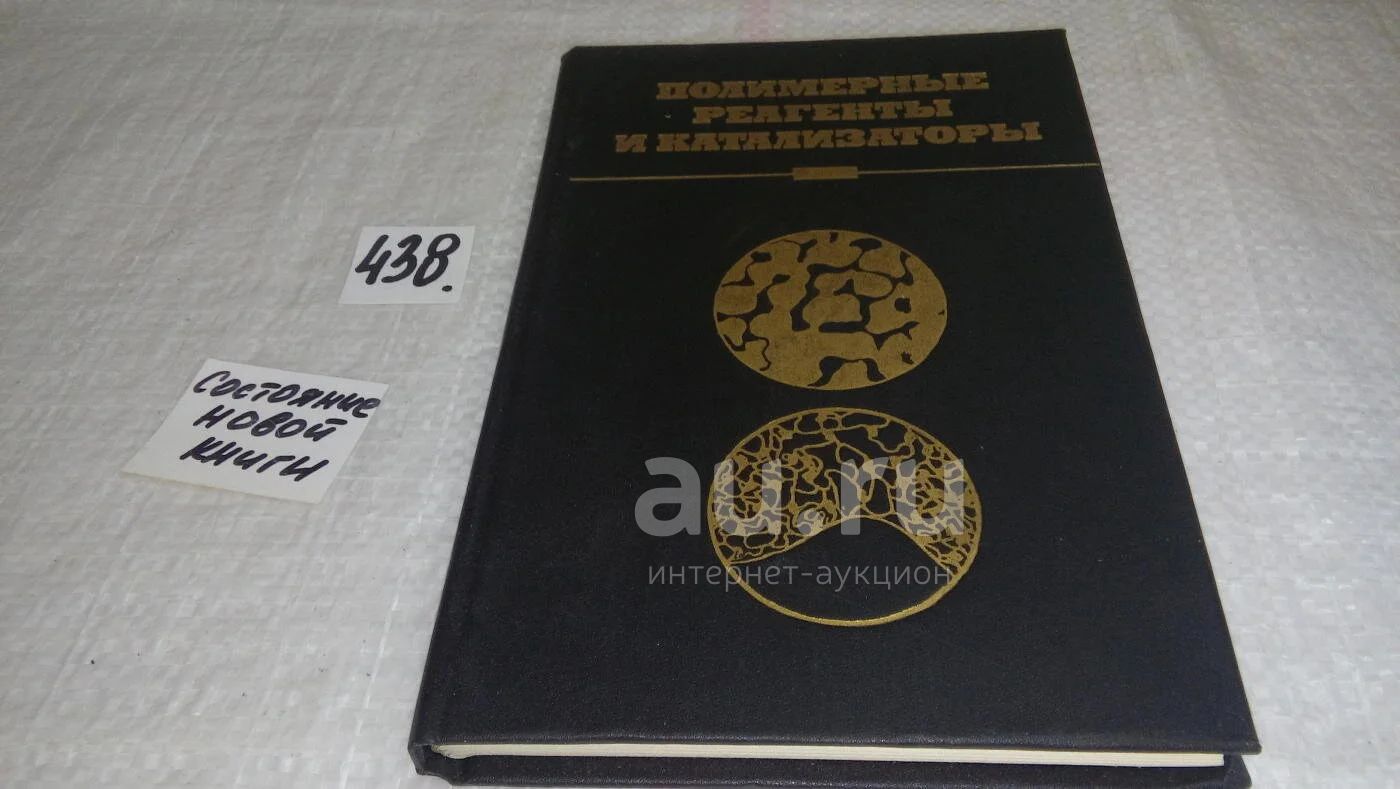 ПОЛИМЕРНЫЕ
РЕАГЕНТЫ
И КАТАЛИЗАТОРЫ
438.
Состояние
новой
книги
au.ru
интернет-аукцион